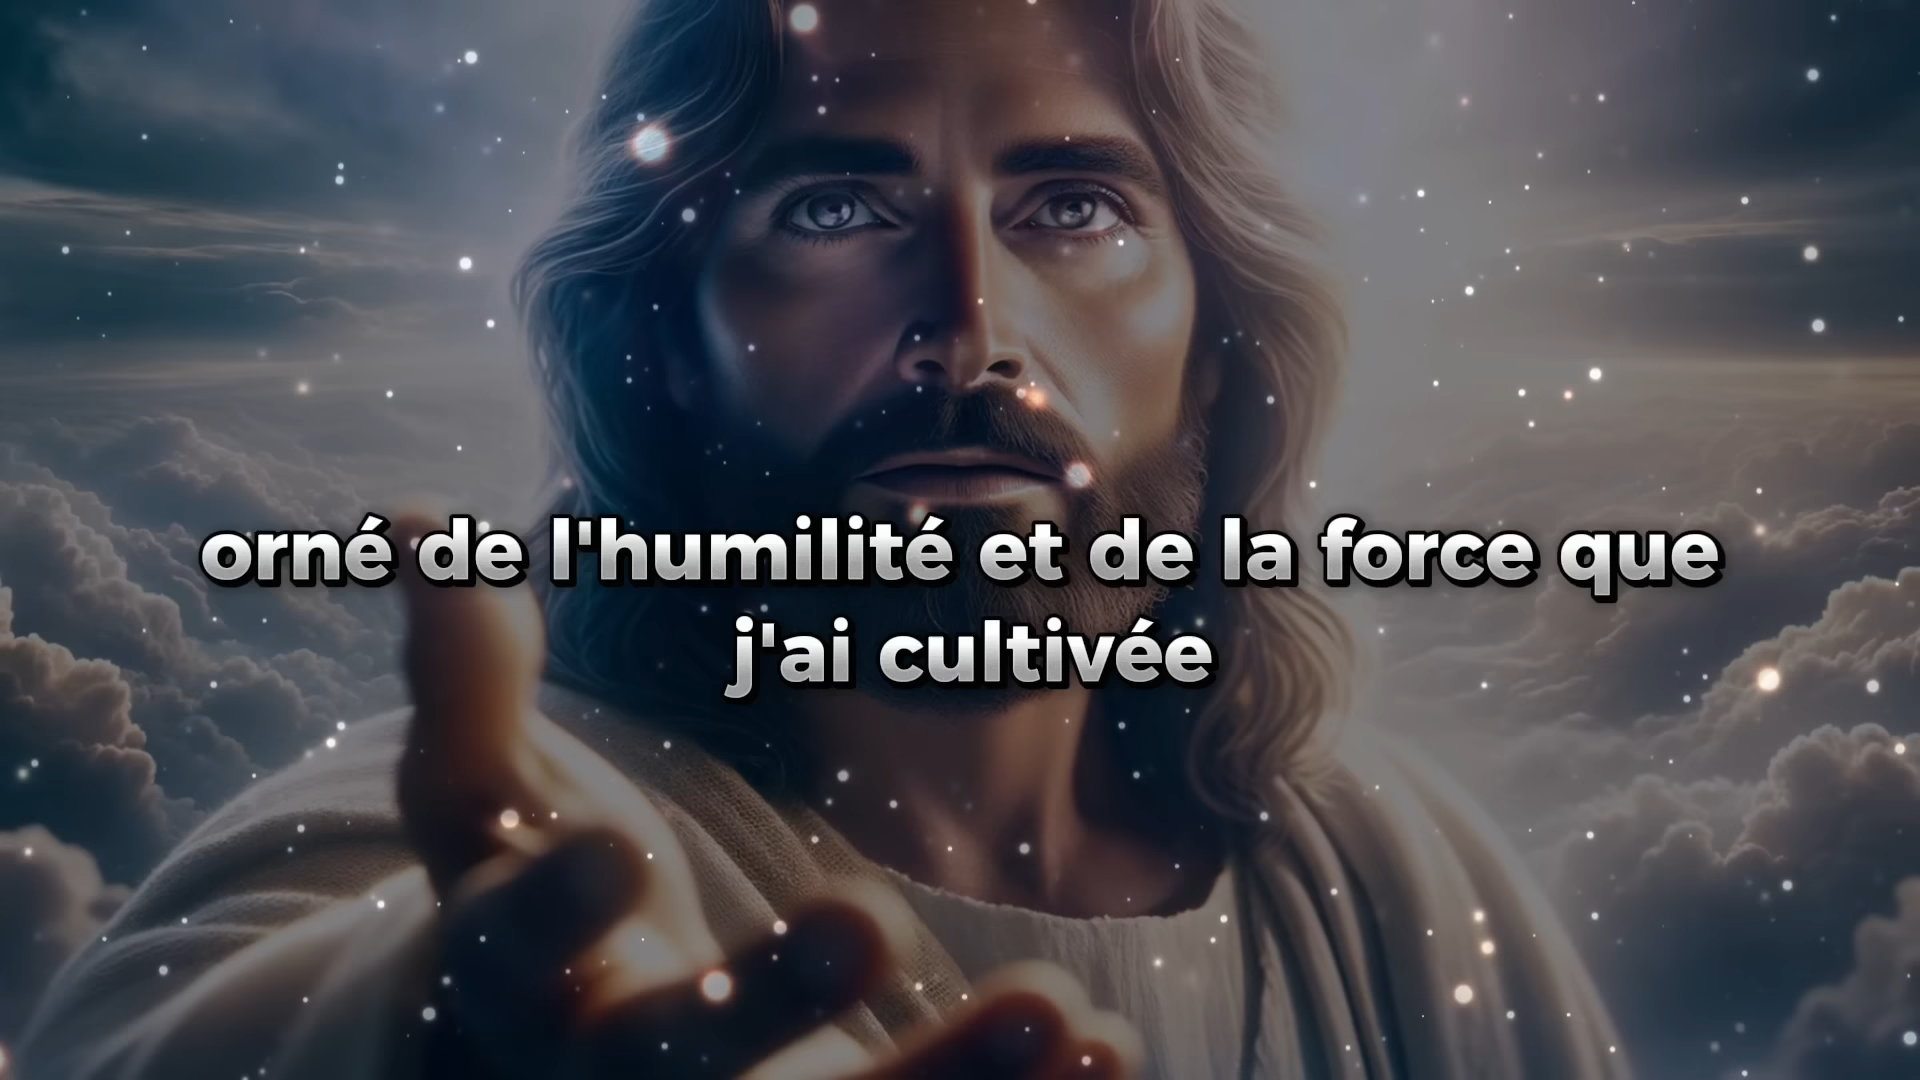 orné de l'humilité et de la force que
j'ai cultivée